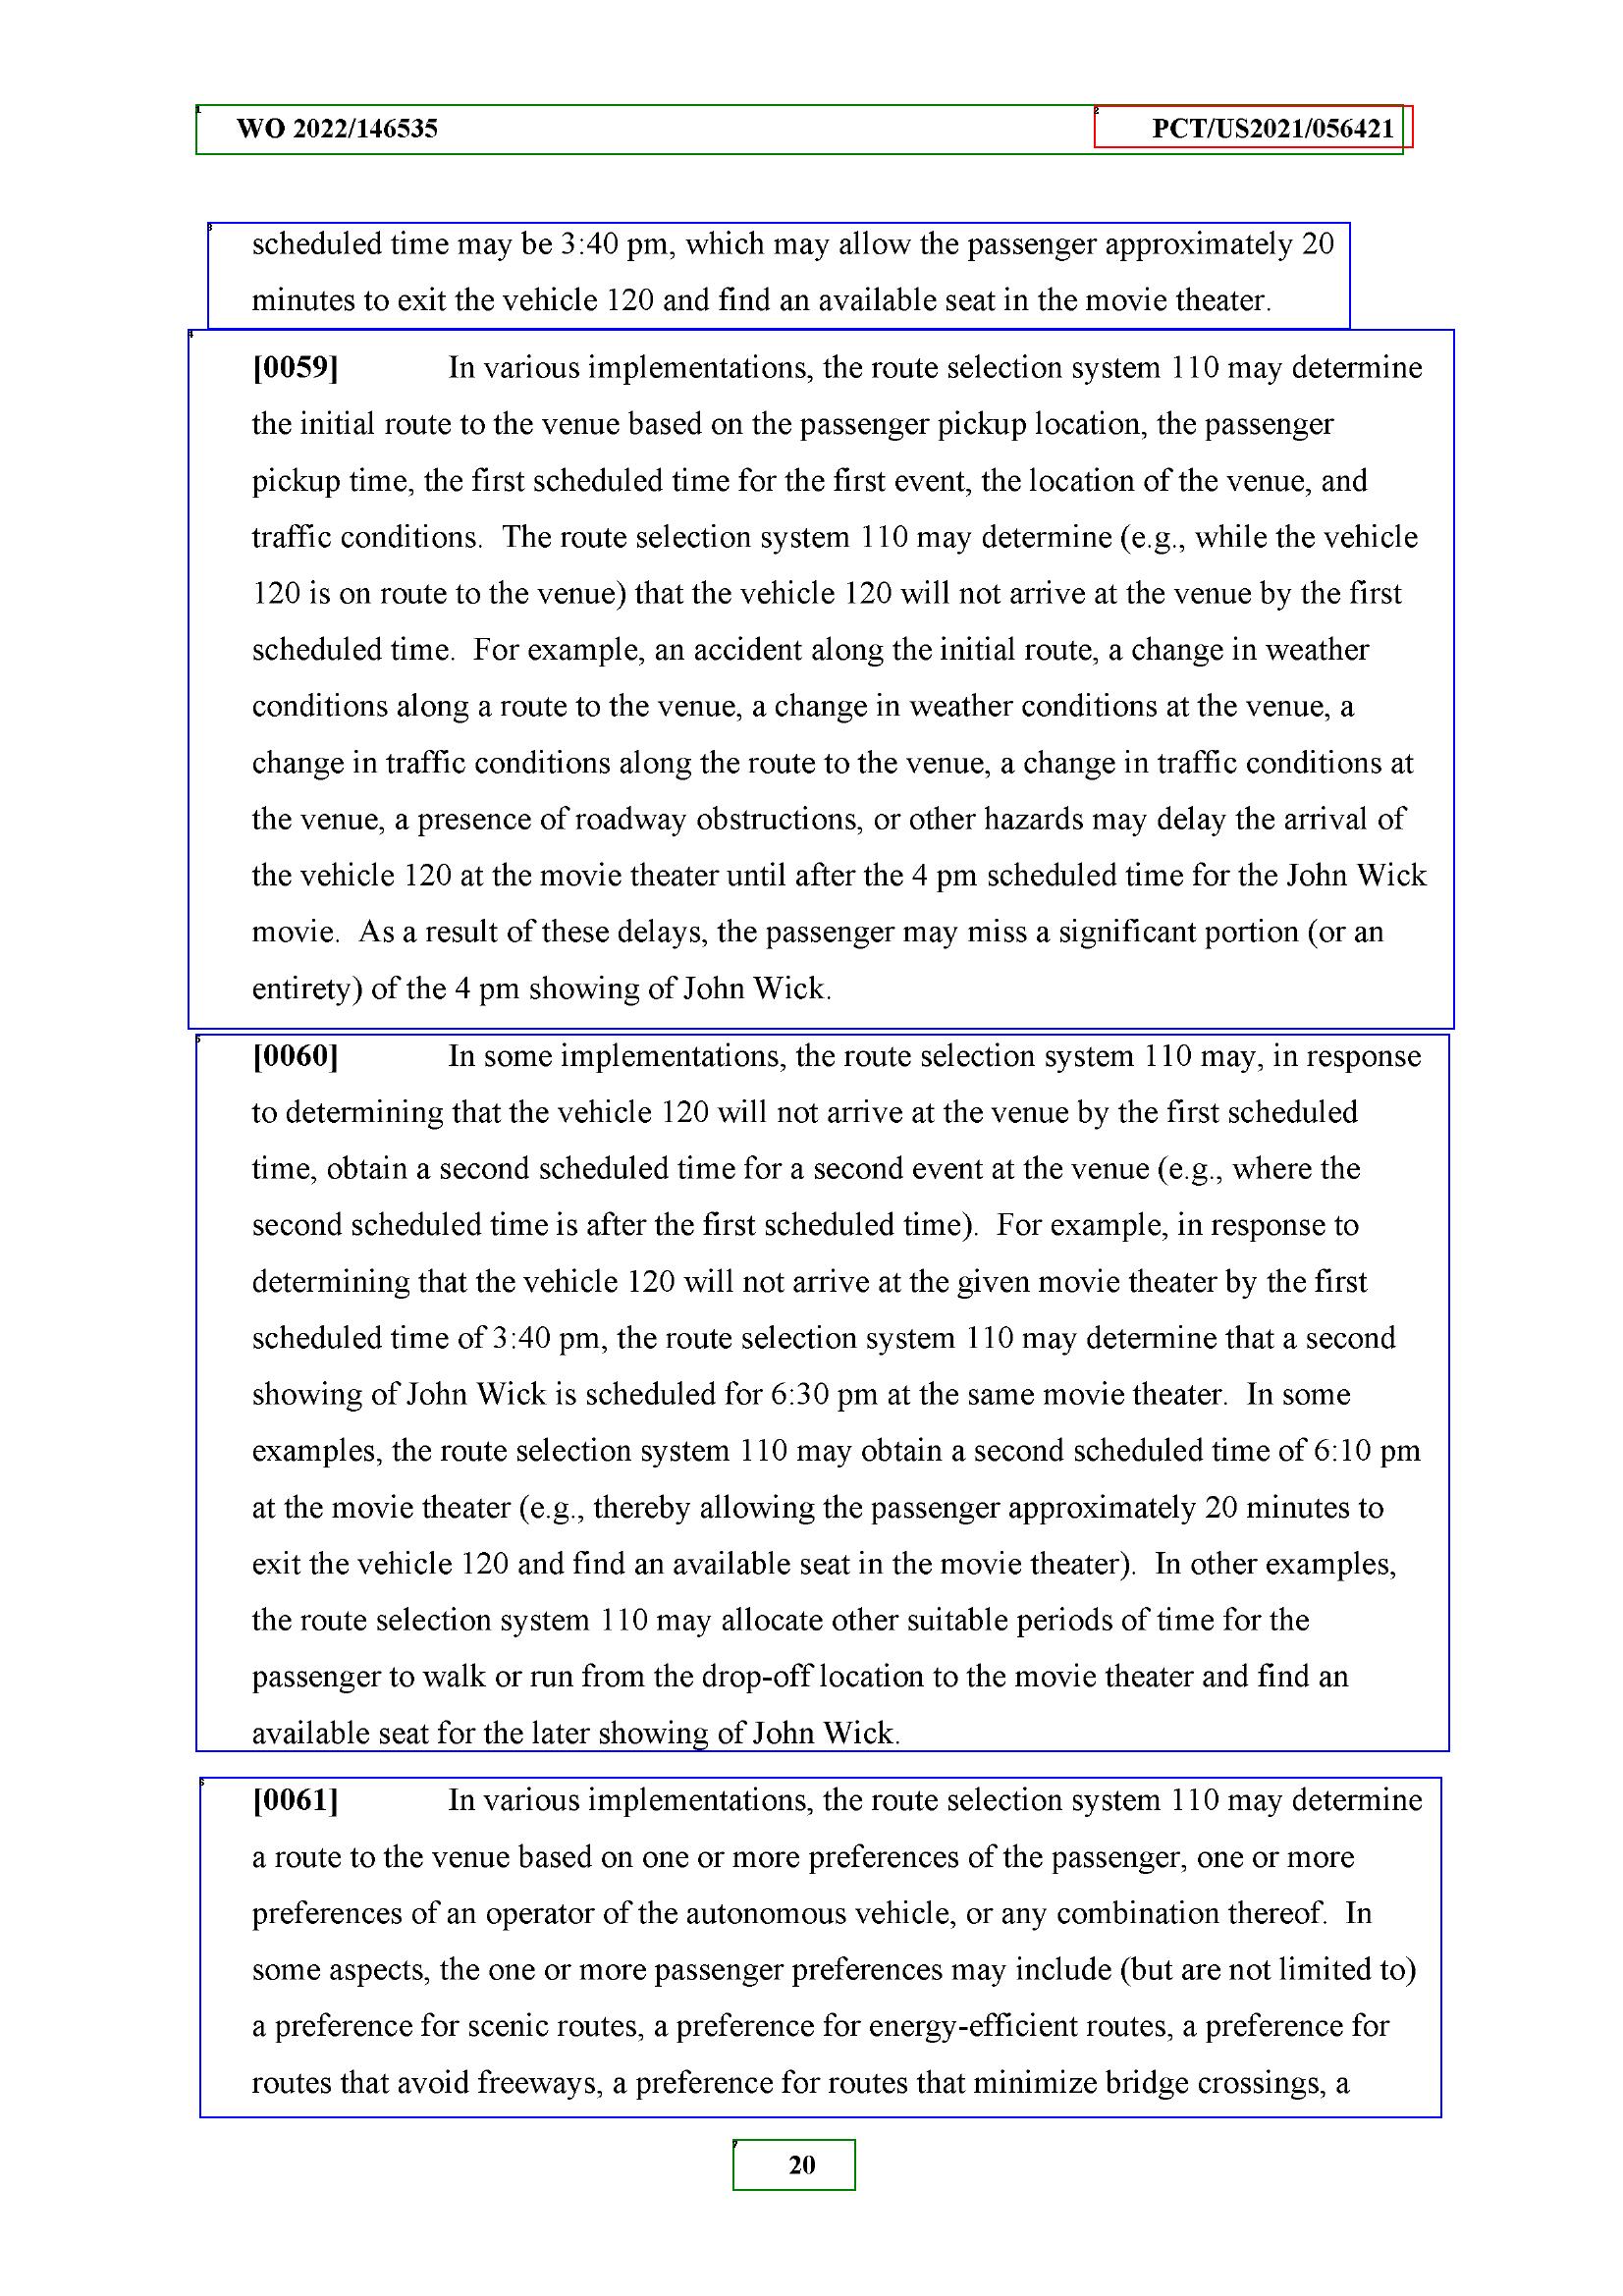 WO 2022/146535 PCT/US2021/056421
scheduled time may be 3:40 pm, which may allow the passenger approximately 20
minutes to exit the vehicle 120 and find an available seat in the movie theater.
[0059] In various implementations, the route selection system 110 may determine
the initial route to the venue based on the passenger pickup location, the passenger
pickup time, the first scheduled time for the first event, the location of the venue, and
traffic conditions. The route selection system 110 may determine (e.g., while the vehicle
120 is on route to the venue) that the vehicle 120 will not arrive at the venue by the first
scheduled time. For example, an accident along the initial route, a change in weather
conditions along a route to the venue, a change in weather conditions at the venue, a
change in traffic conditions along the route to the venue, a change in traffic conditions at
the venue, a presence of roadway obstructions, or other hazards may delay the arrival of
the vehicle 120 at the movie theater until after the 4 pm scheduled time for the John Wick
movie. As a result of these delays, the passenger may miss a significant portion (or an
entirety) of the 4 pm showing of John Wick.
[0060] In some implementations, the route selection system 110 may, in response
to determining that the vehicle 120 will not arrive at the venue by the first scheduled
time, obtain a second scheduled time for a second event at the venue (e.g., where the
second scheduled time is after the first scheduled time). For example, in response to
determining that the vehicle 120 will not arrive at the given movie theater by the first
scheduled time of 3:40 pm, the route selection system 110 may determine that a second
showing of John Wick is scheduled for 6:30 pm at the same movie theater. In some
examples, the route selection system 110 may obtain a second scheduled time of 6:10 pm
at the movie theater (e.g., thereby allowing the passenger approximately 20 minutes to
exit the vehicle 120 and find an available seat in the movie theater). In other examples,
the route selection system 110 may allocate other suitable periods of time for the
passenger to walk or run from the drop-off location to the movie theater and find an
available seat for the later showing of John Wick.
[0061] In various implementations, the route selection system 110 may determine
a route to the venue based on one or more preferences of the passenger, one or more
preferences of an operator of the autonomous vehicle, or any combination thereof. In
some aspects, the one or more passenger preferences may include (but are not limited to)
a preference for scenic routes, a preference for energy-efficient routes, a preference for
routes that avoid freeways, a preference for routes that minimize bridge crossings, a
20